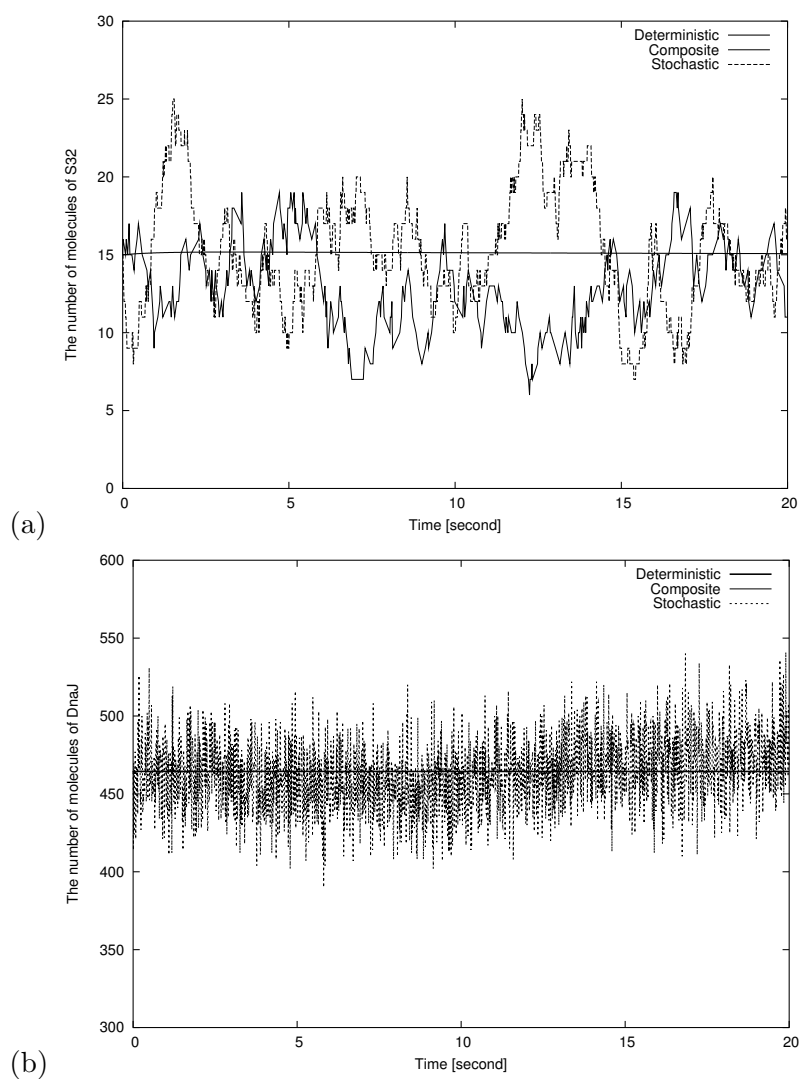 30
25
20
15
10
5
0
The number of molecules of S32
Deterministic
Composite
Stochastic
0 5 10 15 20
Time [second]
(a)
600
550
500
450
400
350
300
The number of molecules of DnaJ
Deterministic
Composite
Stochastic
0 5 10 15 20
Time [second]
(b)